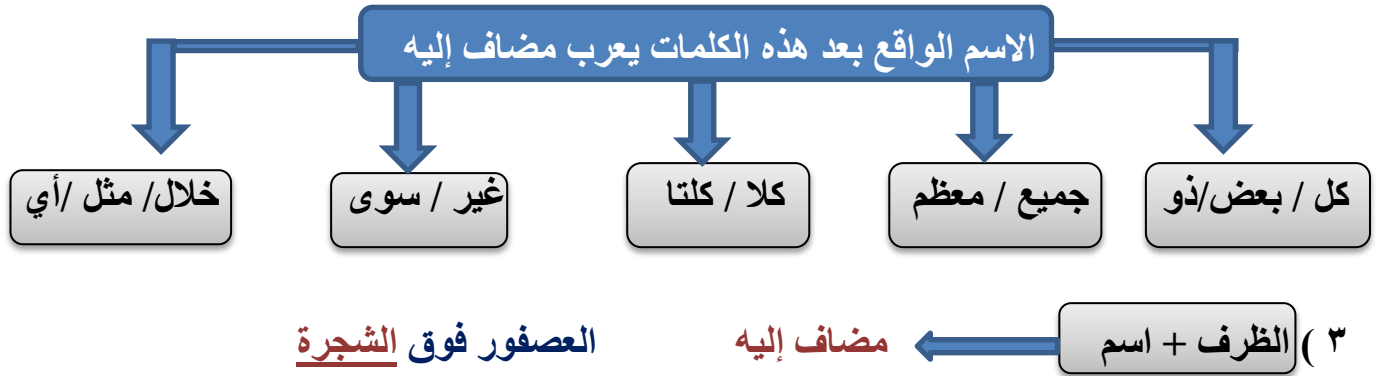 الاسم الواقع بعد هذه الكلمات يعرب مضاف إليه
كل / بعض/ذو
جميع / معظم
كلا / كلتا
غير / سوى
خلال/ مثل /أي
٣ ) الظرف + اسم
مضاف إليه
العصفور فوق الشجرة